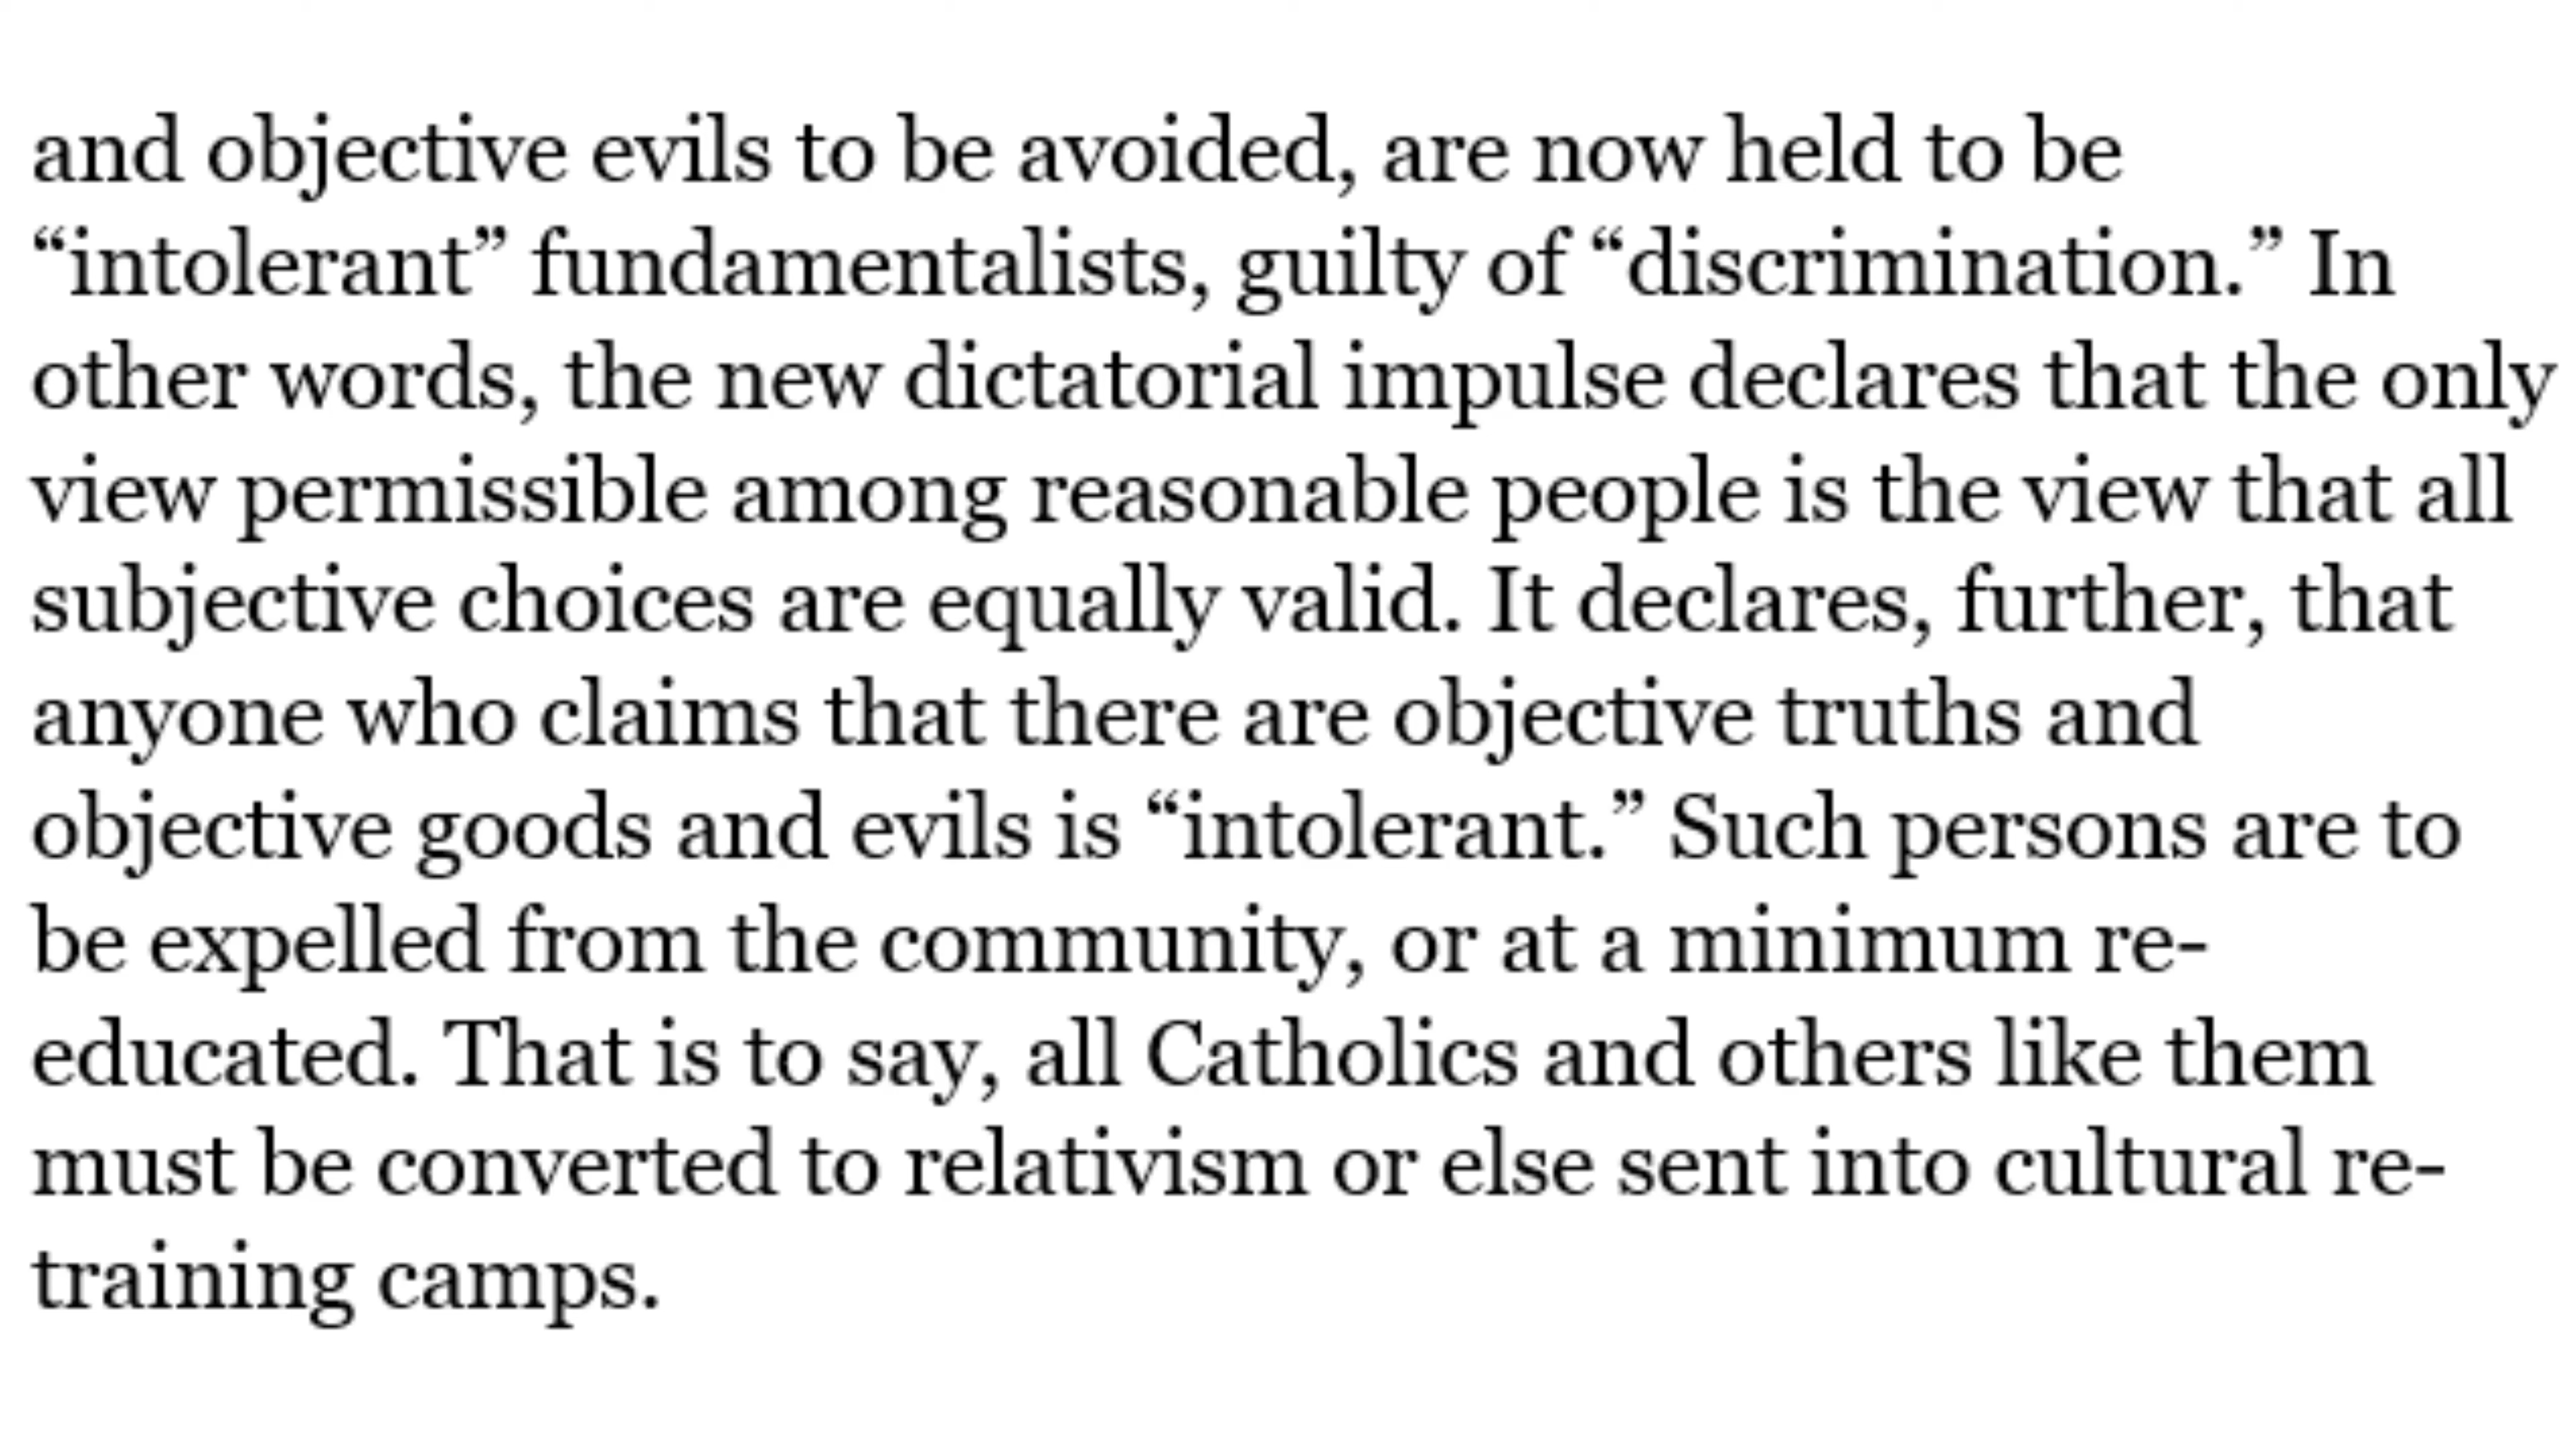 and objective evils to be avoided, are now held to be
“intolerant” fundamentalists, guilty of “discrimination.” In
other words, the new dictatorial impulse declares that the only
view permissible among reasonable people is the view that all
subjective choices are equally valid. It declares, further, that
anyone who claims that there are objective truths and
objective goods and evils is “intolerant.” Such persons are to
be expelled from the community, or at a minimum re-
educated. That is to say, all Catholics and others like them
must be converted to relativism or else sent into cultural re-
training camps.